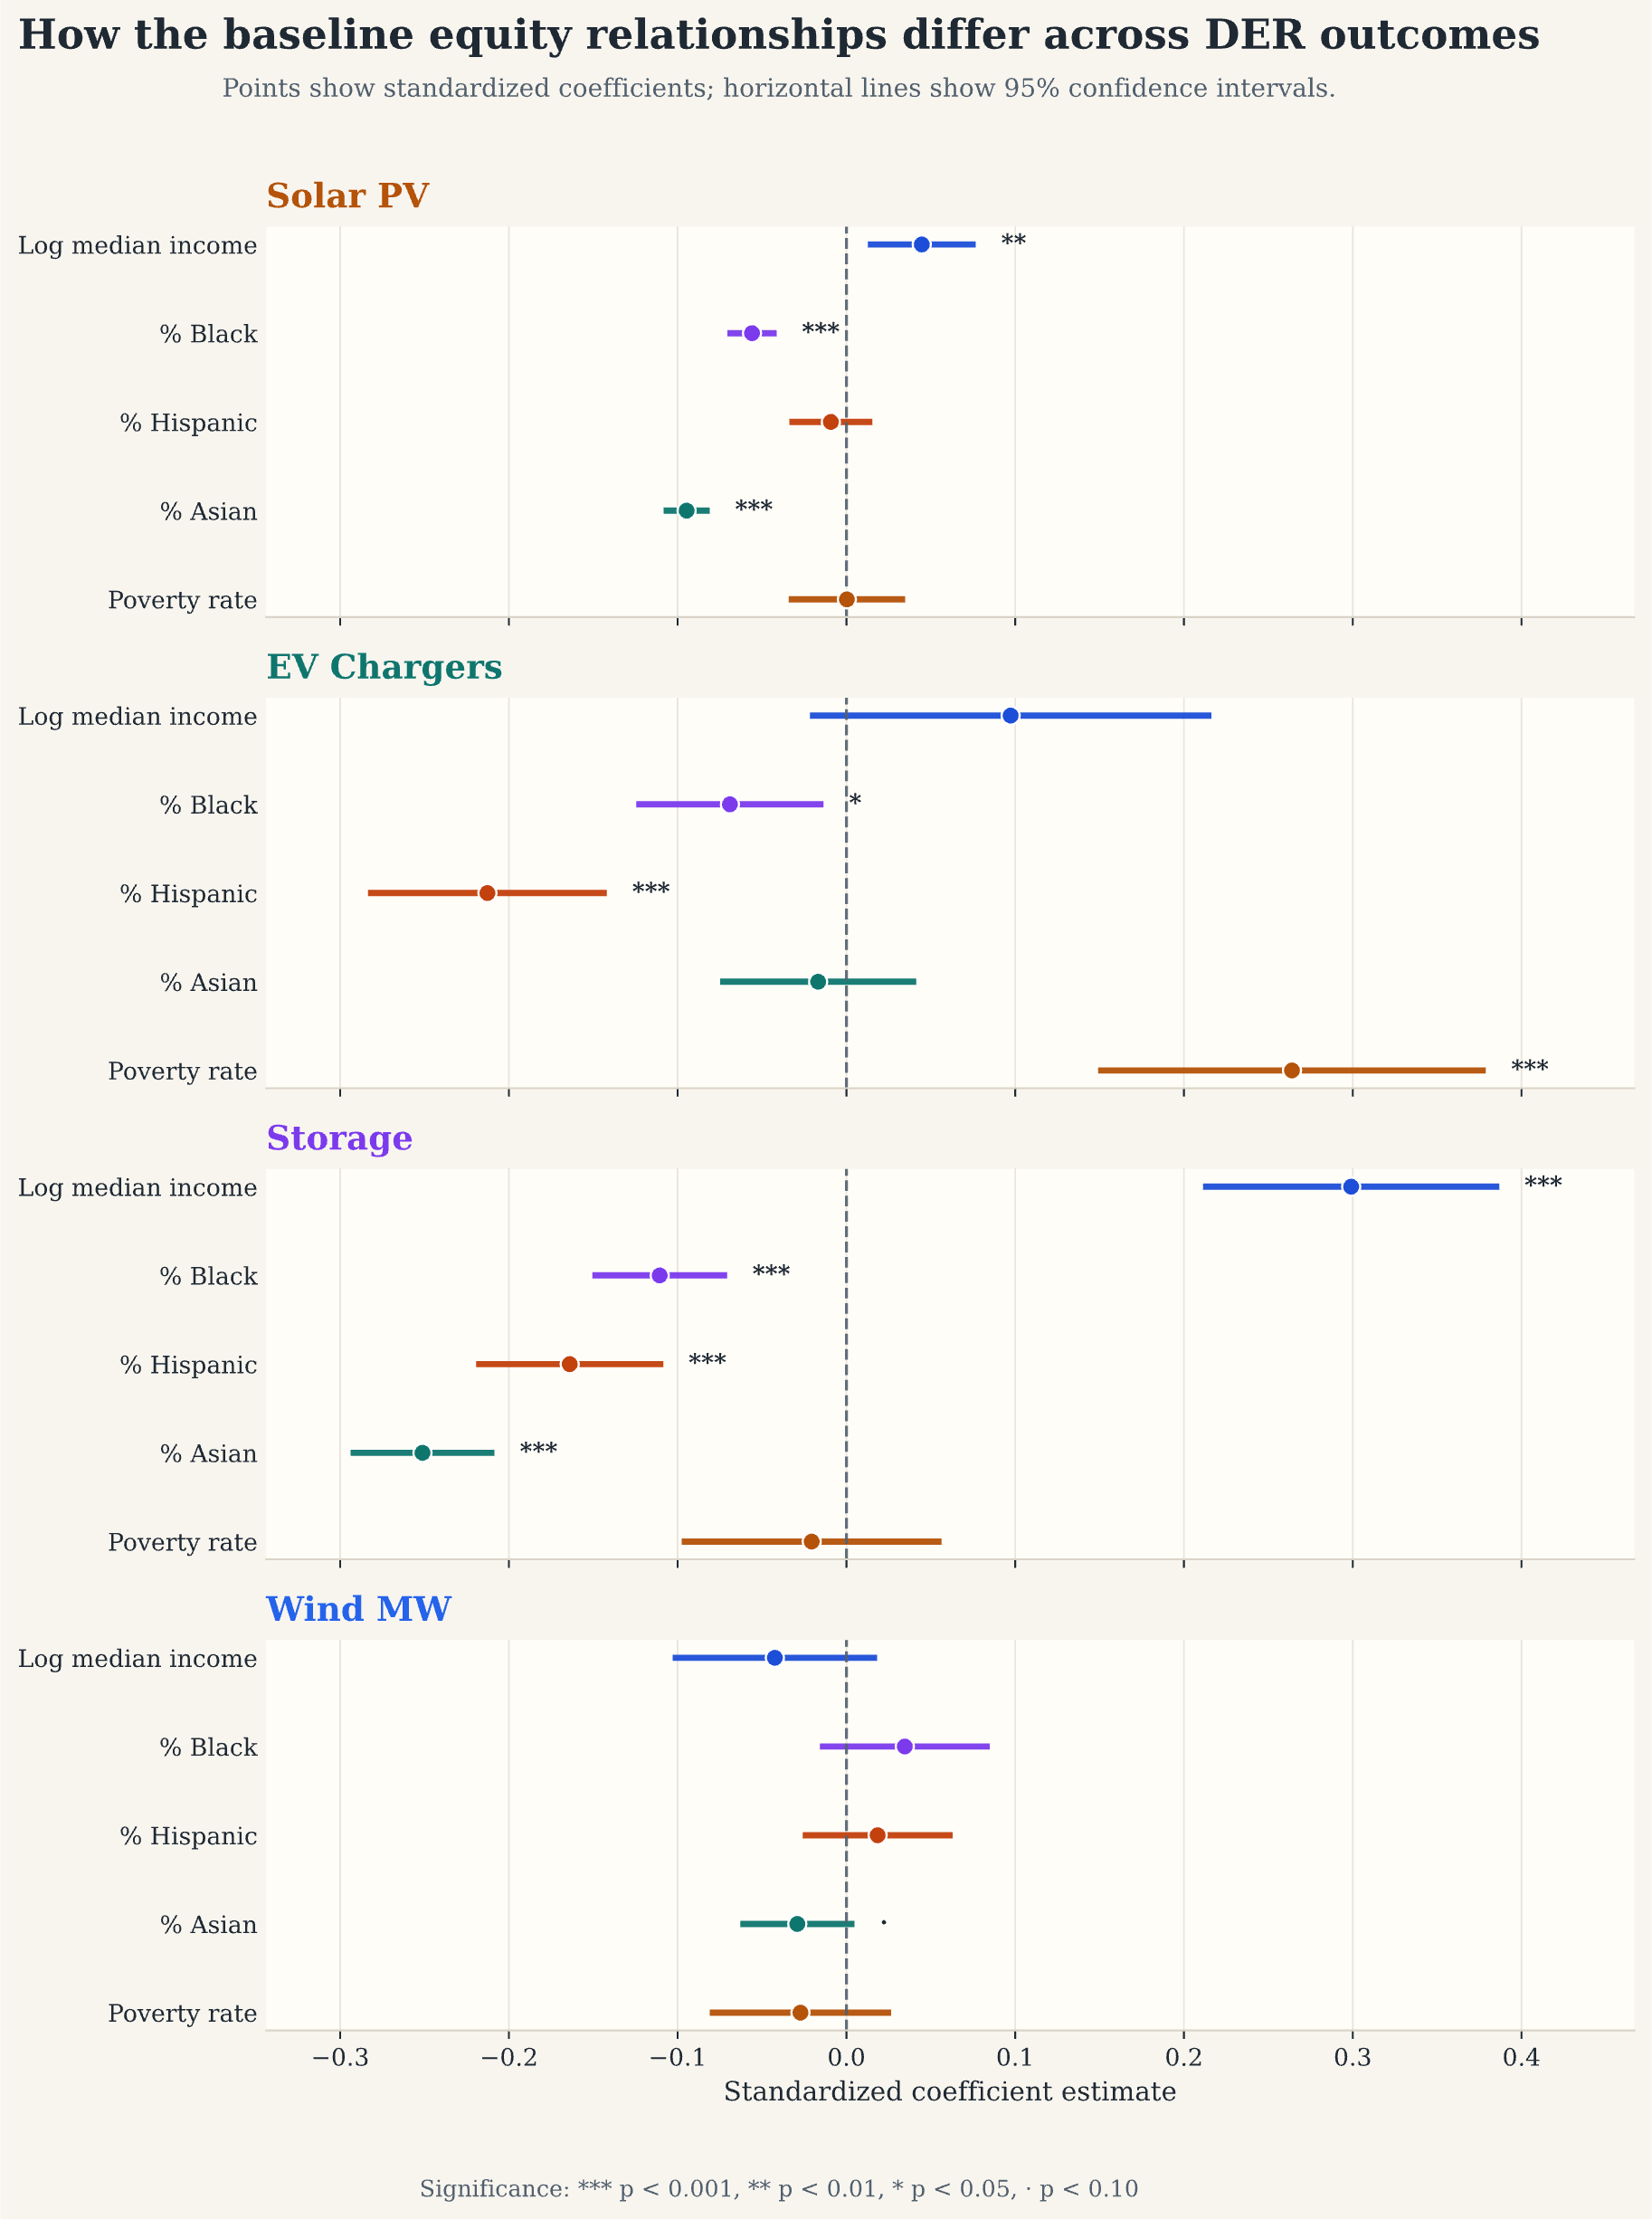 How the baseline equity relationships differ across DER outcomes
Points show standardized coefficients; horizontal lines show 95% confidence intervals.
Solar PV
Log median income **
% Black ***
% Hispanic
% Asian ***
Poverty rate
EV Chargers
Log median income
% Black *
% Hispanic ***
% Asian
Poverty rate ***
Storage
Log median income ***
% Black ***
% Hispanic ***
% Asian ***
Poverty rate
Wind MW
Log median income
% Black
% Hispanic
% Asian ·
Poverty rate
−0.3 −0.2 −0.1 0.0 0.1 0.2 0.3 0.4
Standardized coefficient estimate
Significance: *** p < 0.001, ** p < 0.01, * p < 0.05, · p < 0.10